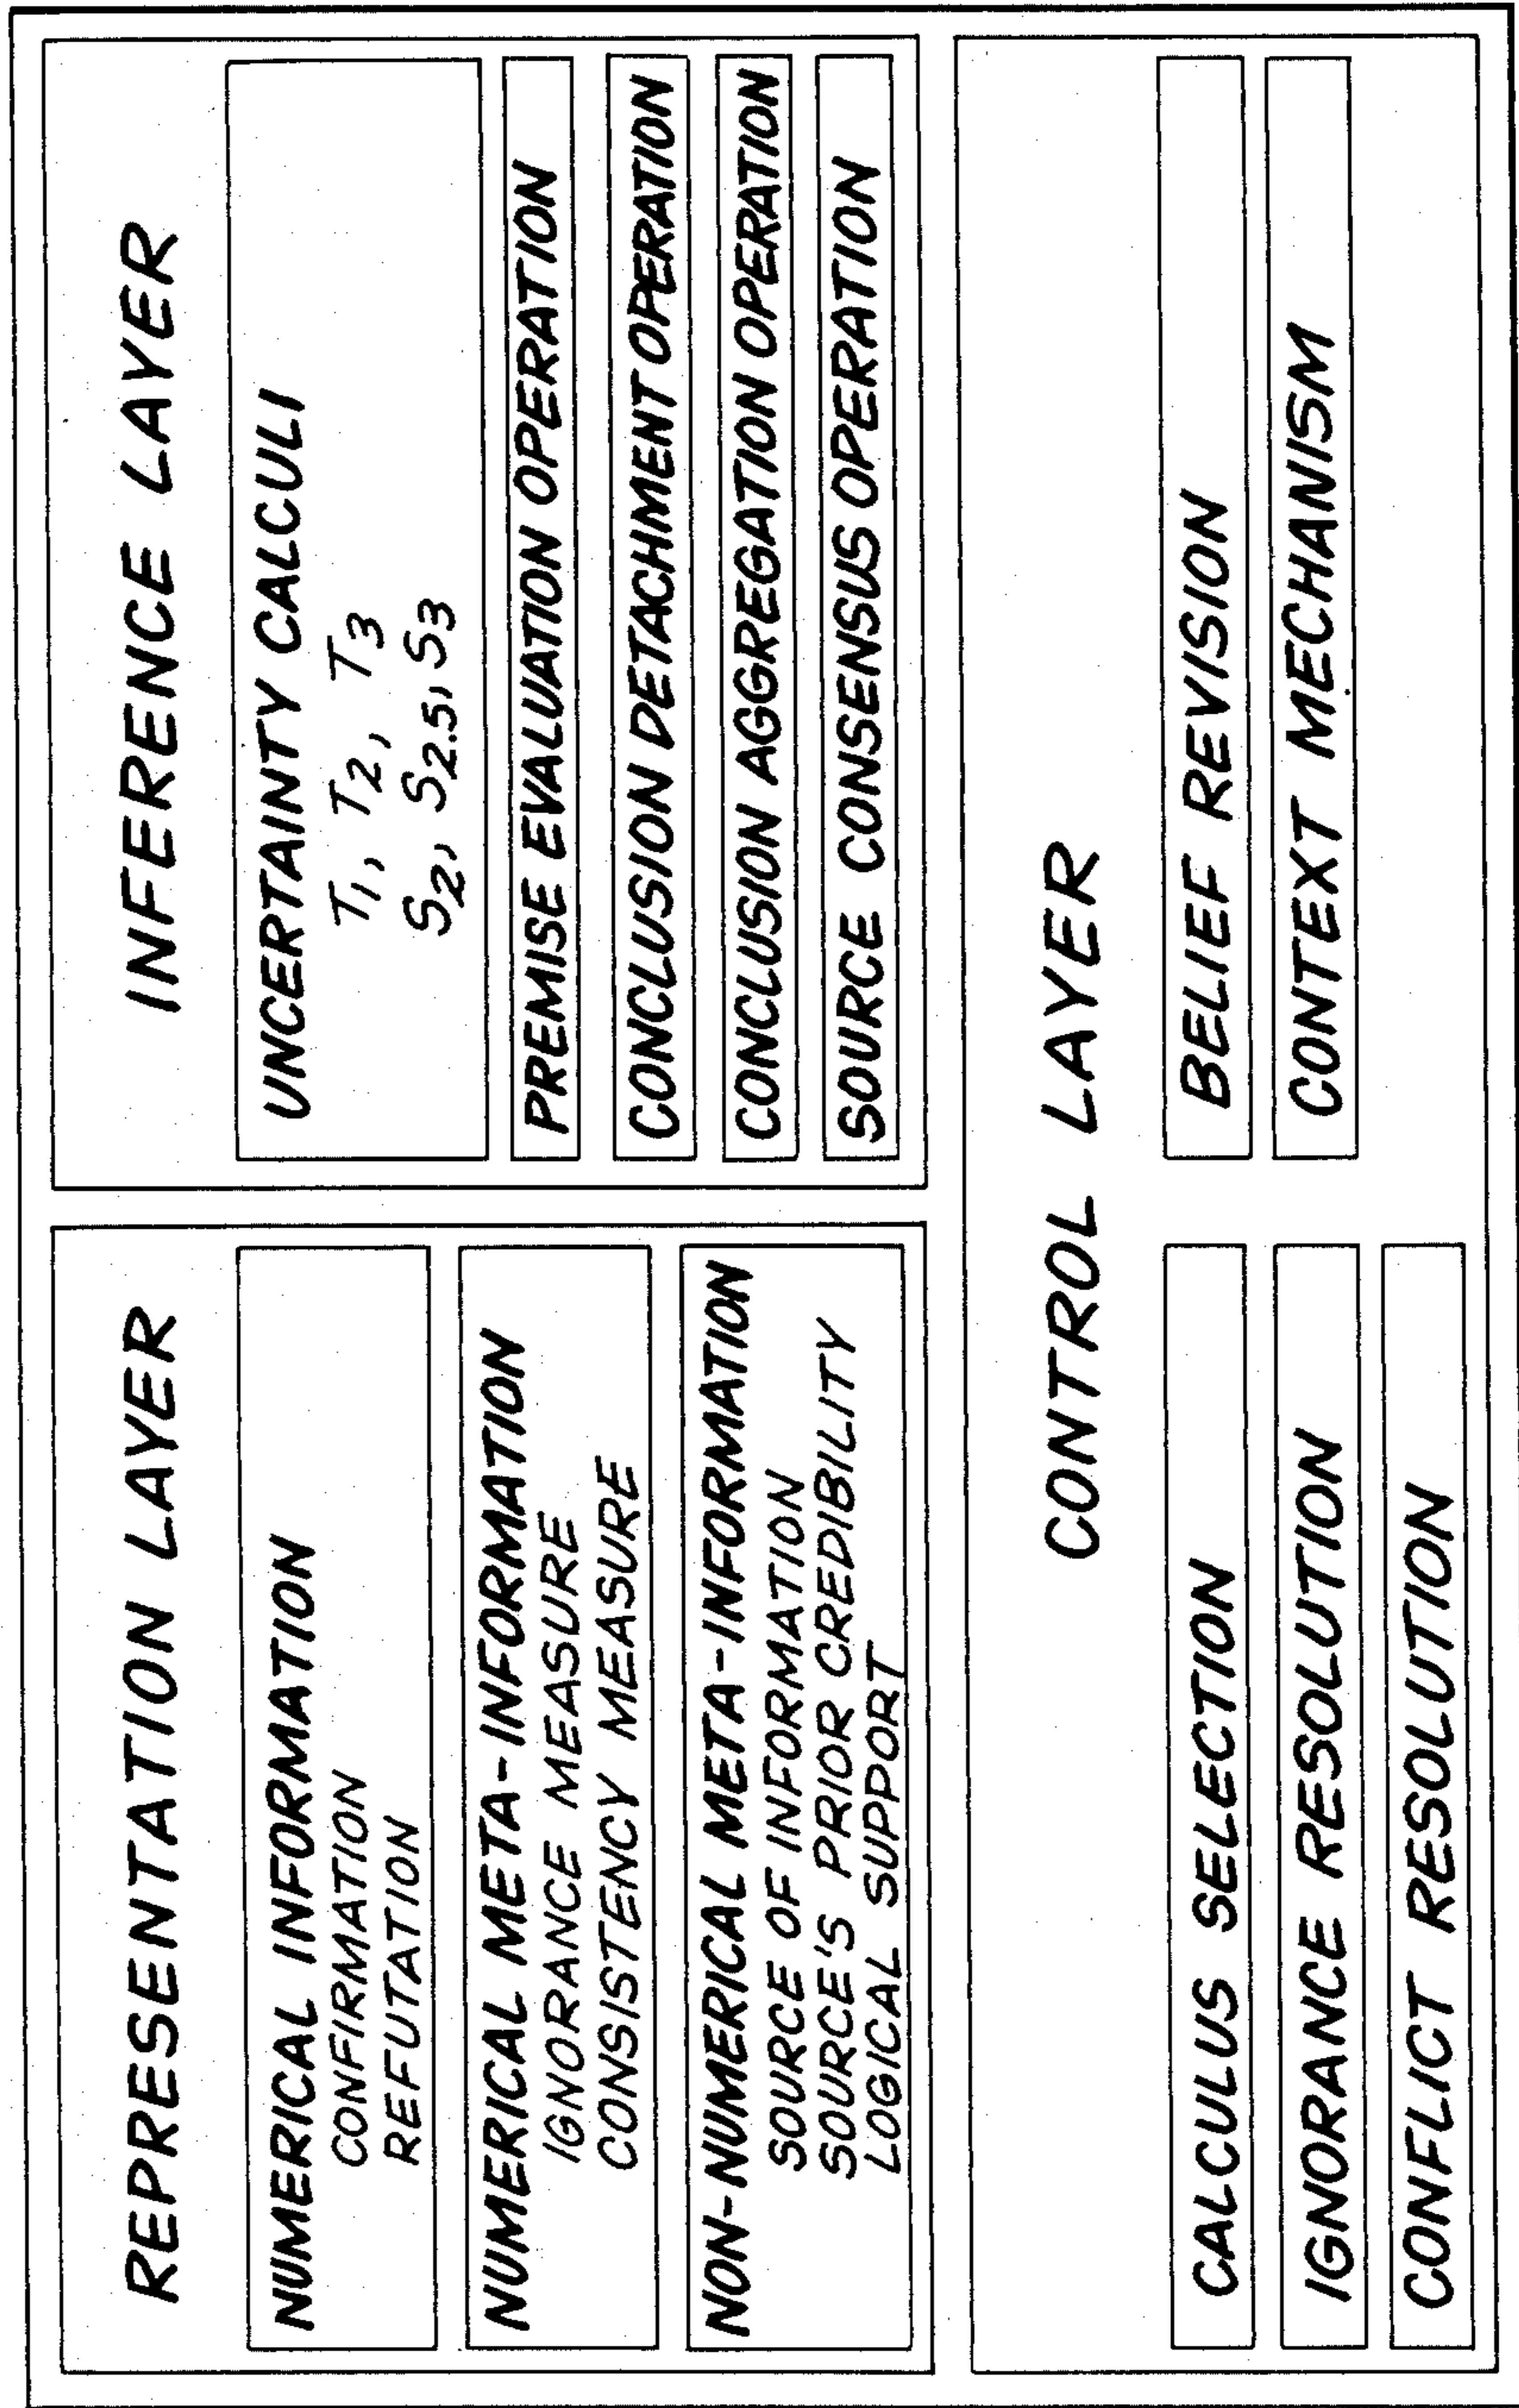 REPRESENTATION LAYER
NUMERICAL INFORMATION
CONFIRMATION
REFUTATION
NUMERICAL META-INFORMATION
IGNORANCE MEASURE
CONSISTENCY MEASURE
NON-NUMERICAL META-INFORMATION
SOURCE OF INFORMATION
SOURCE'S PRIOR CREDIBILITY
LOGICAL SUPPORT
INFERENCE LAYER
UNCERTAINTY CALCULI
T1, T2, T3
S2, S2.5, S3
PREMISE EVALUATION OPERATION
CONCLUSION DETACHMENT OPERATION
CONCLUSION AGGREGATION OPERATION
SOURCE CONSENSUS OPERATION
CONTROL LAYER
CALCULUS SELECTION
IGNORANCE RESOLUTION
CONFLICT RESOLUTION
BELIEF REVISION
CONTEXT MECHANISM